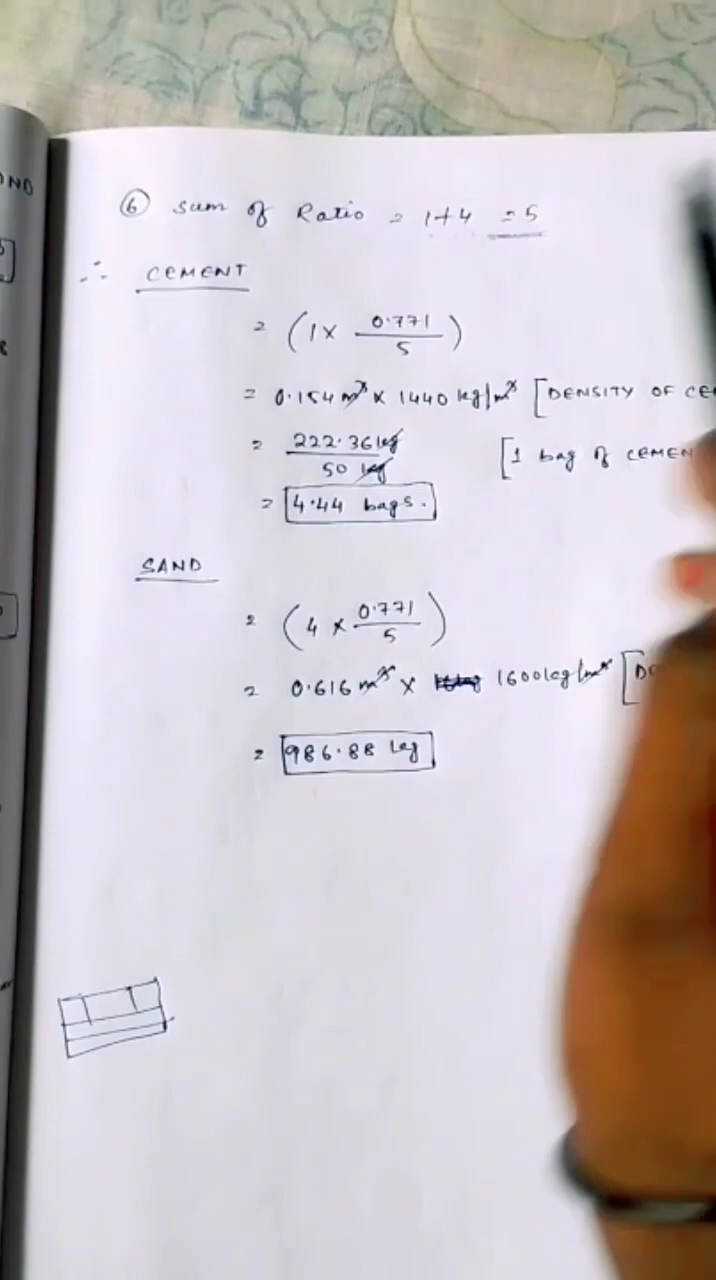 OND
⑥ Sum of Ratio = 1+4 = 5
∴ CEMENT
= (1 × 0.771/5)
= 0.154 m³ × 1440 kg/m³ [DENSITY OF CE
= 222.36 kg/50 kg [1 bag of CEMEN
= 4.44 bags.
SAND
= (4 × 0.771/5)
= 0.616 m³ × 1600 kg/m³ [D
= 986.88 kg